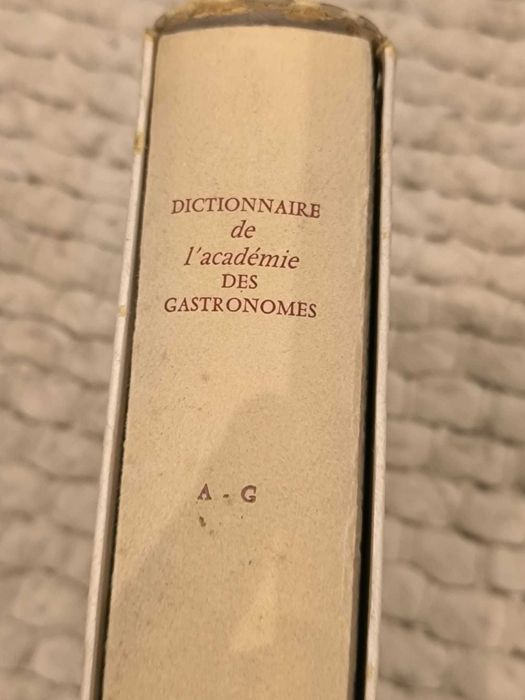 DICTIONNAIRE
de
l'académie
DES
GASTRONOMES
A - G